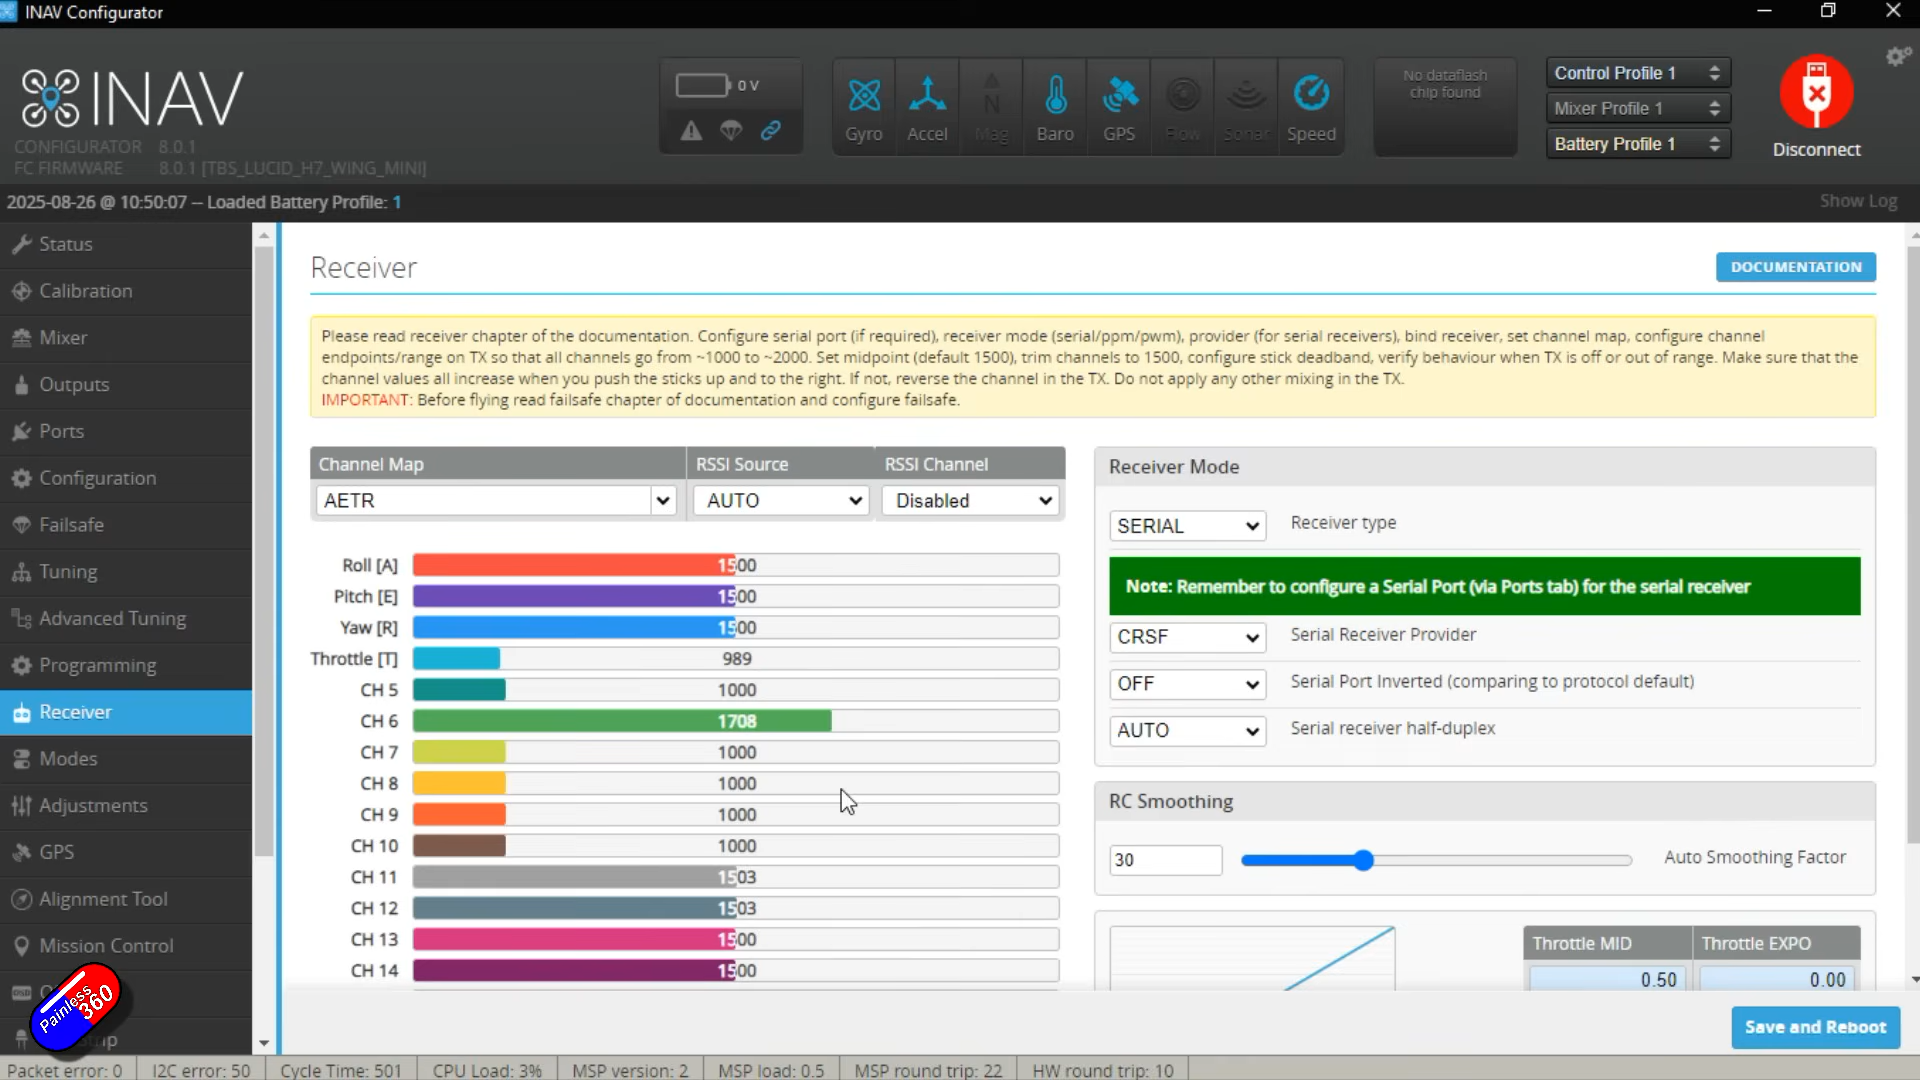 INAV Configurator
INAV
CONFIGURATOR 8.0.1
FC FIRMWARE 8.0.1 [TBS_LUCID_H7_WING_MINI]
0 V
Gyro
Accel
Mag
Baro
GPS
Flow
Sonar
Speed
No dataflash
chip found
Control Profile 1
Mixer Profile 1
Battery Profile 1
Disconnect
2025-08-26 @ 10:50:07 -- Loaded Battery Profile: 1
Show Log
Status
Calibration
Mixer
Outputs
Ports
Configuration
Failsafe
Tuning
Advanced Tuning
Programming
Receiver
Modes
Adjustments
GPS
Alignment Tool
Mission Control
Painless
360
Receiver
DOCUMENTATION
Please read receiver chapter of the documentation. Configure serial port (if required), receiver mode (serial/ppm/pwm), provider (for serial receivers), bind receiver, set channel map, configure channel
endpoints/range on TX so that all channels go from ~1000 to ~2000. Set midpoint (default 1500), trim channels to 1500, configure stick deadband, verify behaviour when TX is off or out of range. Make sure that the
channel values all increase when you push the sticks up and to the right. If not, reverse the channel in the TX. Do not apply any other mixing in the TX.
IMPORTANT: Before flying read failsafe chapter of documentation and configure failsafe.
Channel Map RSSI Source RSSI Channel
AETR AUTO Disabled
Roll [A] 1500
Pitch [E] 1500
Yaw [R] 1500
Throttle [T] 989
CH 5 1000
CH 6 1708
CH 7 1000
CH 8 1000
CH 9 1000
CH 10 1000
CH 11 1503
CH 12 1503
CH 13 1500
CH 14 1500
Receiver Mode
SERIAL Receiver type
Note: Remember to configure a Serial Port (via Ports tab) for the serial receiver
CRSF Serial Receiver Provider
OFF Serial Port Inverted (comparing to protocol default)
AUTO Serial receiver half-duplex
RC Smoothing
30 Auto Smoothing Factor
Throttle MID Throttle EXPO
0.50 0.00
Save and Reboot
Packet error: 0 I2C error: 50 Cycle Time: 501 CPU Load: 3% MSP version: 2 MSP load: 0.5 MSP round trip: 22 HW round trip: 10